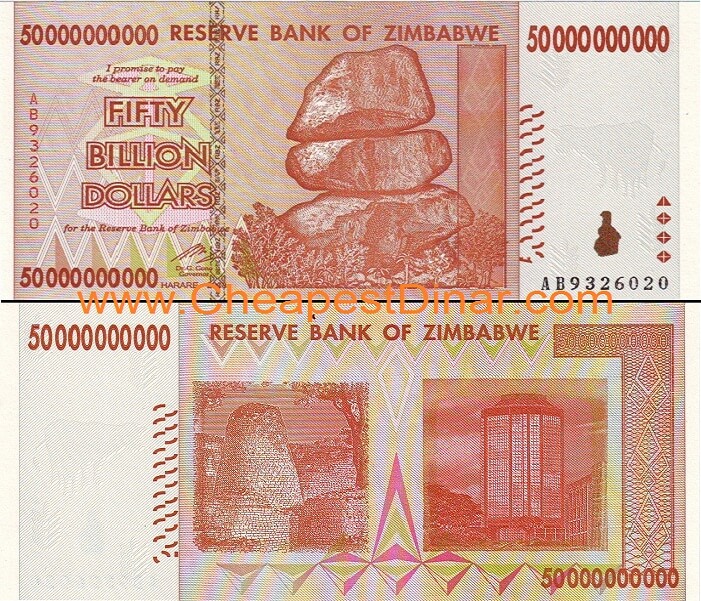 50000000000 RESERVE BANK OF ZIMBABWE 50000000000
I promise to pay
the bearer on demand
FIFTY
BILLION
DOLLARS
for the Reserve Bank of Zimbabwe
AB9326020
Dr. G. Gono
Governor
50000000000
HARARE
AB9326020
www.CheapestDinar.com
50000000000 RESERVE BANK OF ZIMBABWE 50000000000
50000000000